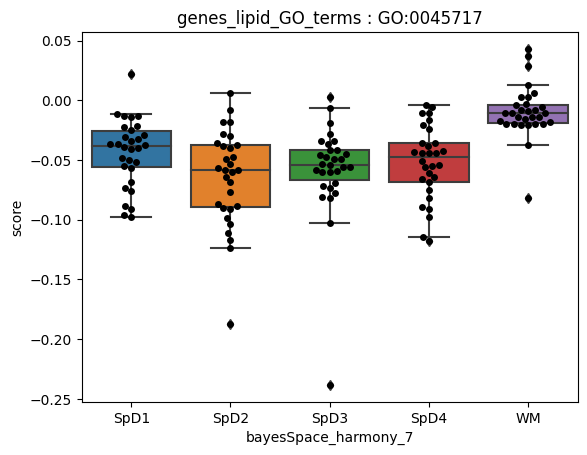 genes_lipid_GO_terms : GO:0045717
0.05
0.00
−0.05
−0.10
−0.15
−0.20
−0.25
score
SpD1 SpD2 SpD3 SpD4 WM
bayesSpace_harmony_7